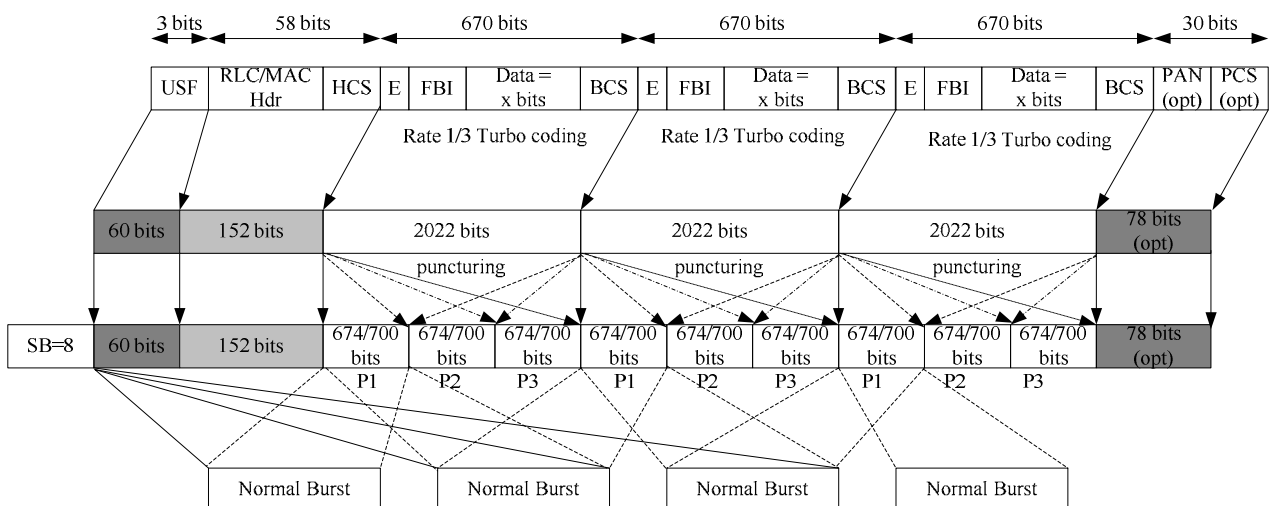 3 bits 58 bits 670 bits 670 bits 670 bits 30 bits
USF RLC/MAC Hdr HCS E FBI Data = x bits BCS E FBI Data = x bits BCS E FBI Data = x bits BCS PAN (opt) PCS (opt)
Rate 1/3 Turbo coding Rate 1/3 Turbo coding Rate 1/3 Turbo coding
60 bits 152 bits 2022 bits 2022 bits 2022 bits 78 bits (opt)
puncturing puncturing puncturing
SB=8 60 bits 152 bits 674/700 bits 674/700 bits 674/700 bits 674/700 bits 674/700 bits 674/700 bits 674/700 bits 674/700 bits 674/700 bits 78 bits (opt)
P1 P2 P3 P1 P2 P3 P1 P2 P3
Normal Burst Normal Burst Normal Burst Normal Burst